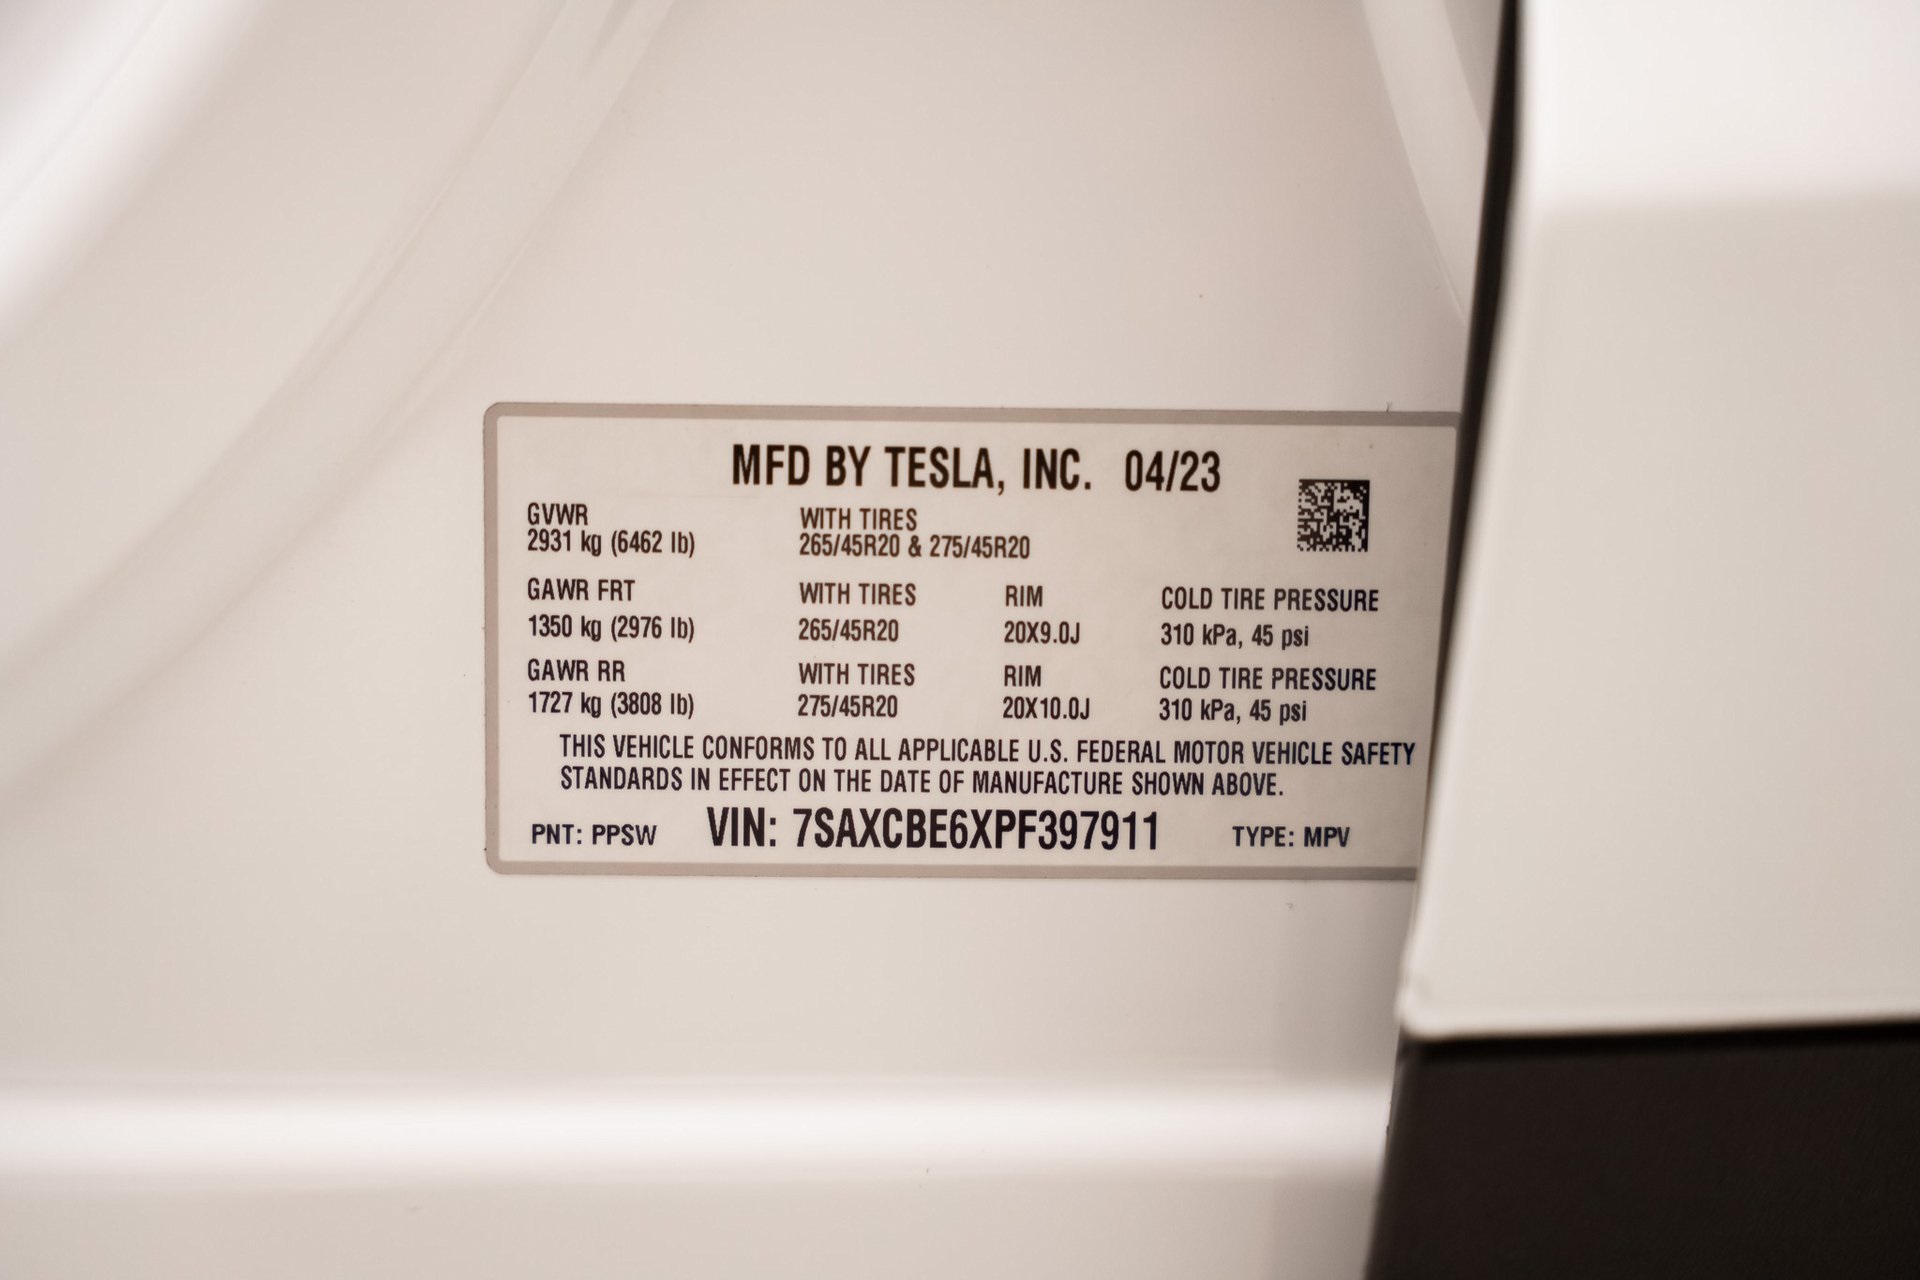 MFD BY TESLA, INC. 04/23
GVWR WITH TIRES
2931 kg (6462 lb) 265/45R20 & 275/45R20
GAWR FRT WITH TIRES RIM COLD TIRE PRESSURE
1350 kg (2976 lb) 265/45R20 20X9.0J 310 kPa, 45 psi
GAWR RR WITH TIRES RIM COLD TIRE PRESSURE
1727 kg (3808 lb) 275/45R20 20X10.0J 310 kPa, 45 psi
THIS VEHICLE CONFORMS TO ALL APPLICABLE U.S. FEDERAL MOTOR VEHICLE SAFETY
STANDARDS IN EFFECT ON THE DATE OF MANUFACTURE SHOWN ABOVE.
PNT: PPSW VIN: 7SAXCBE6XPF397911 TYPE: MPV